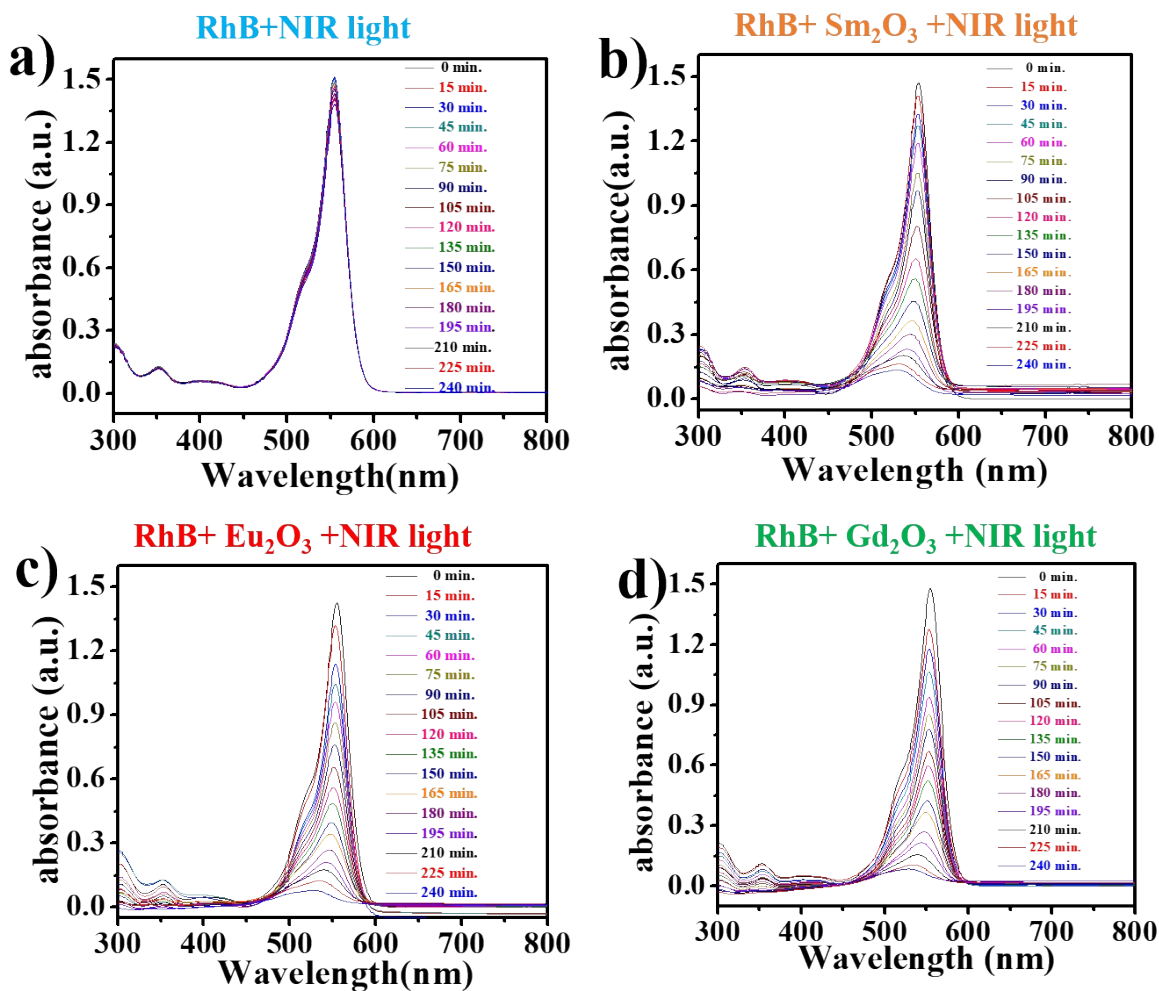 RhB+NIR light
a)
absorbance (a.u.)
1.5
1.2
0.9
0.6
0.3
0.0
0 min.
15 min.
30 min.
45 min.
60 min.
75 min.
90 min.
105 min.
120 min.
135 min.
150 min.
165 min.
180 min.
195 min.
210 min.
225 min.
240 min.
300 400 500 600 700 800
Wavelength(nm)
RhB+ Sm₂O₃ +NIR light
b)
absorbance(a.u.)
1.5
1.2
0.9
0.6
0.3
0.0
0 min.
15 min.
30 min.
45 min.
60 min.
75 min.
90 min.
105 min.
120 min.
135 min.
150 min.
165 min.
180 min.
195 min.
210 min.
225 min.
240 min.
300 400 500 600 700 800
Wavelength (nm)
RhB+ Eu₂O₃ +NIR light
c)
absorbance (a.u.)
1.5
1.2
0.9
0.6
0.3
0.0
0 min.
15 min.
30 min.
45 min.
60 min.
75 min.
90 min.
105 min.
120 min.
135 min.
150 min.
165 min.
180 min.
195 min.
210 min.
225 min.
240 min.
300 400 500 600 700 800
Wavelength(nm)
RhB+ Gd₂O₃ +NIR light
d)
absorbance (a.u.)
1.5
1.2
0.9
0.6
0.3
0.0
0 min.
15 min.
30 min.
45 min.
60 min.
75 min.
90 min.
105 min.
120 min.
135 min.
150 min.
165 min.
180 min.
195 min.
210 min.
225 min.
240 min.
300 400 500 600 700 800
Wavelength (nm)